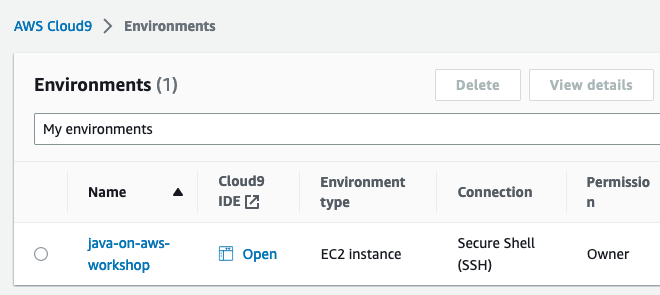 AWS Cloud9 > Environments
Environments (1)
Delete
View details
My environments
Name
Cloud9
IDE
Environment
type
Connection
Permissio
n
java-on-aws-
workshop
Open
EC2 instance
Secure Shell
(SSH)
Owner